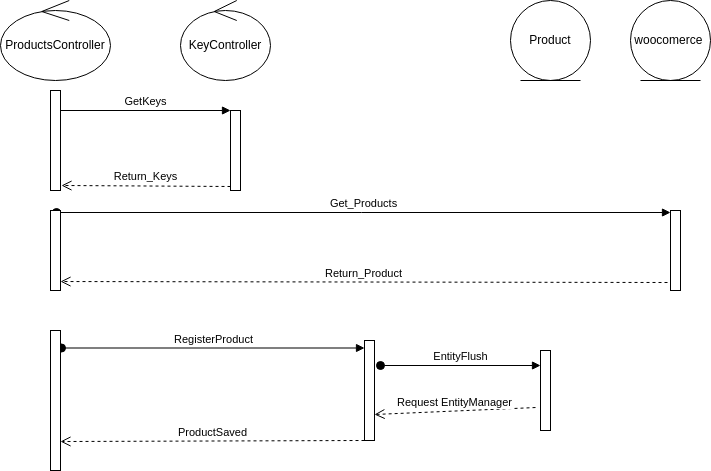 ProductsController
KeyController
Product
woocomerce
GetKeys
Return_Keys
Get_Products
Return_Product
RegisterProduct
EntityFlush
Request EntityManager
ProductSaved